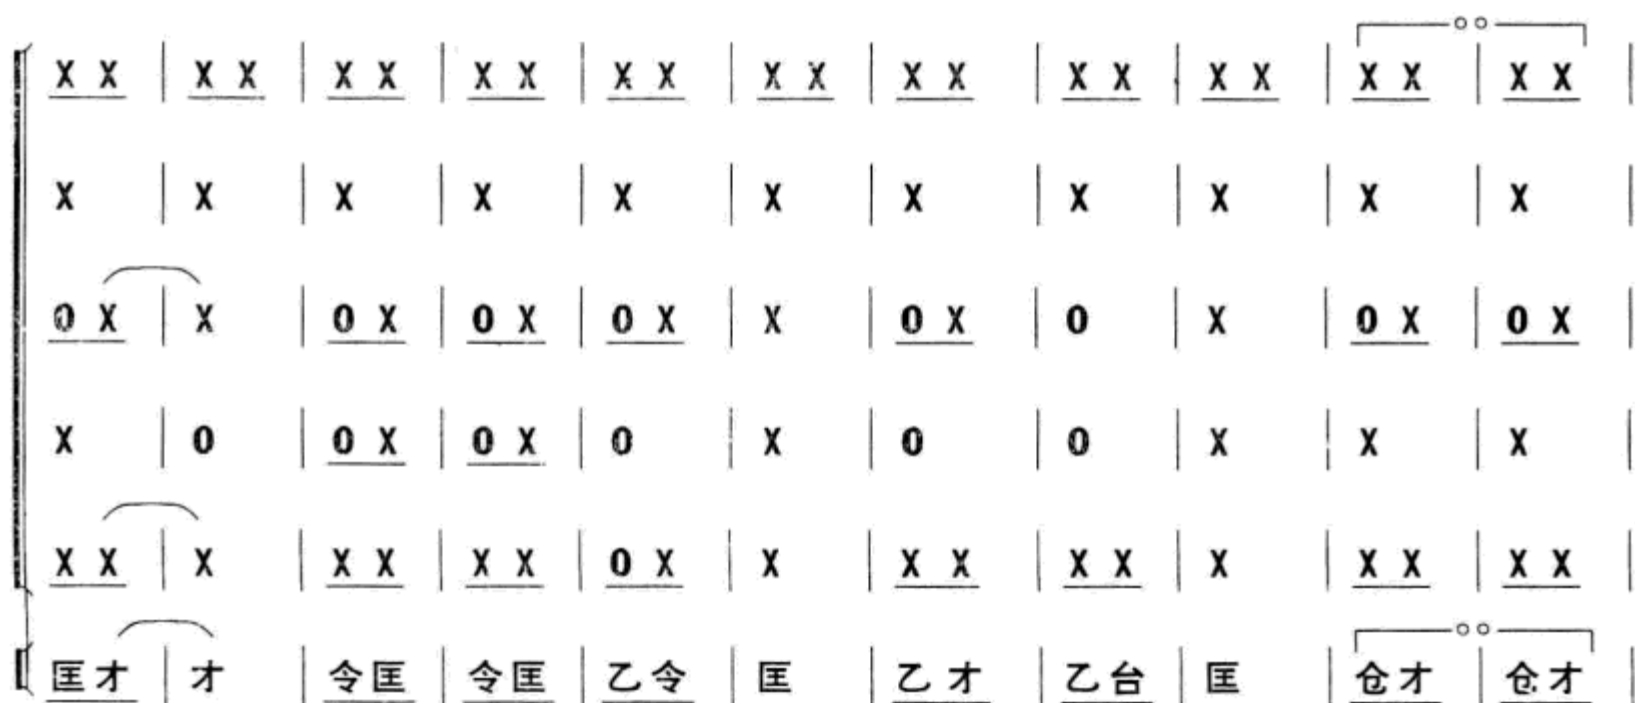 X X | X X | X X | X X | X X | X X | X X | X X | X X | X X | X X |
X | X | X | X | X | X | X | X | X | X | X |
0 X | X | 0 X | 0 X | 0 X | X | 0 X | 0 | X | 0 X | 0 X |
X | 0 | 0 X | 0 X | 0 | X | 0 | 0 | X | X | X |
X X | X | X X | X X | 0 X | X | X X | X X | X | X X | X X |
匡才 | 才 | 令匡 | 令匡 | 乙令 | 匡 | 乙才 | 乙台 | 匡 | 仓才 | 仓才 |